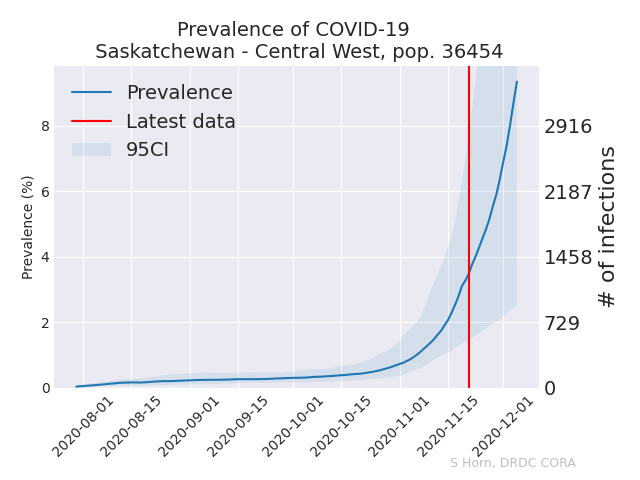 Prevalence of COVID-19
Saskatchewan - Central West, pop. 36454
Prevalence
Latest data
95CI
Prevalence (%)
8
6
4
2
0
2916
2187
1458
729
0
# of infections
2020-08-01
2020-08-15
2020-09-01
2020-09-15
2020-10-01
2020-10-15
2020-11-01
2020-11-15
2020-12-01
S Horn, DRDC CORA